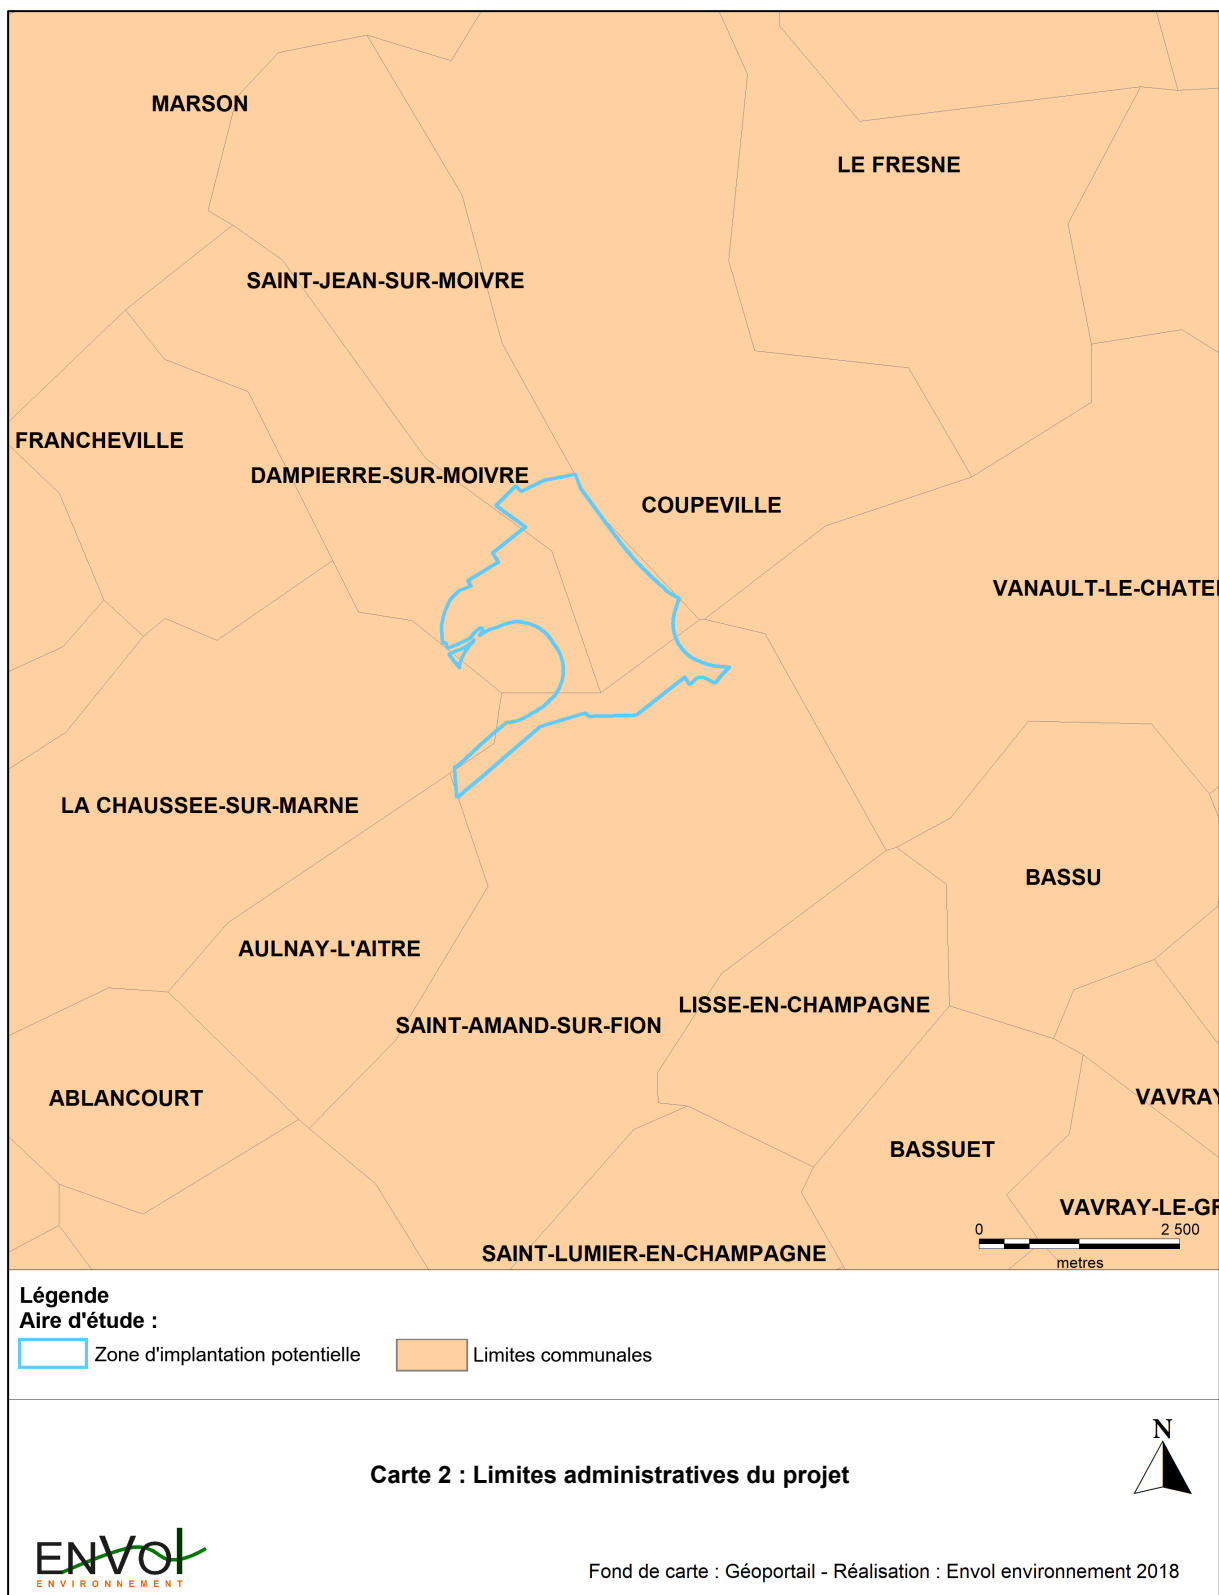 MARSON
LE FRESNE
SAINT-JEAN-SUR-MOIVRE
FRANCHEVILLE
DAMPIERRE-SUR-MOIVRE
COUPEVILLE
VANAULT-LE-CHATE
LA CHAUSSEE-SUR-MARNE
BASSU
AULNAY-L'AITRE
LISSE-EN-CHAMPAGNE
SAINT-AMAND-SUR-FION
ABLANCOURT
VAVRAY
BASSUET
VAVRAY-LE-GR
SAINT-LUMIER-EN-CHAMPAGNE
0 2 500
metres
Légende
Aire d'étude :
Zone d'implantation potentielle
Limites communales
N
Carte 2 : Limites administratives du projet
ENVOl
ENVIRONNEMENT
Fond de carte : Géoportail - Réalisation : Envol environnement 2018